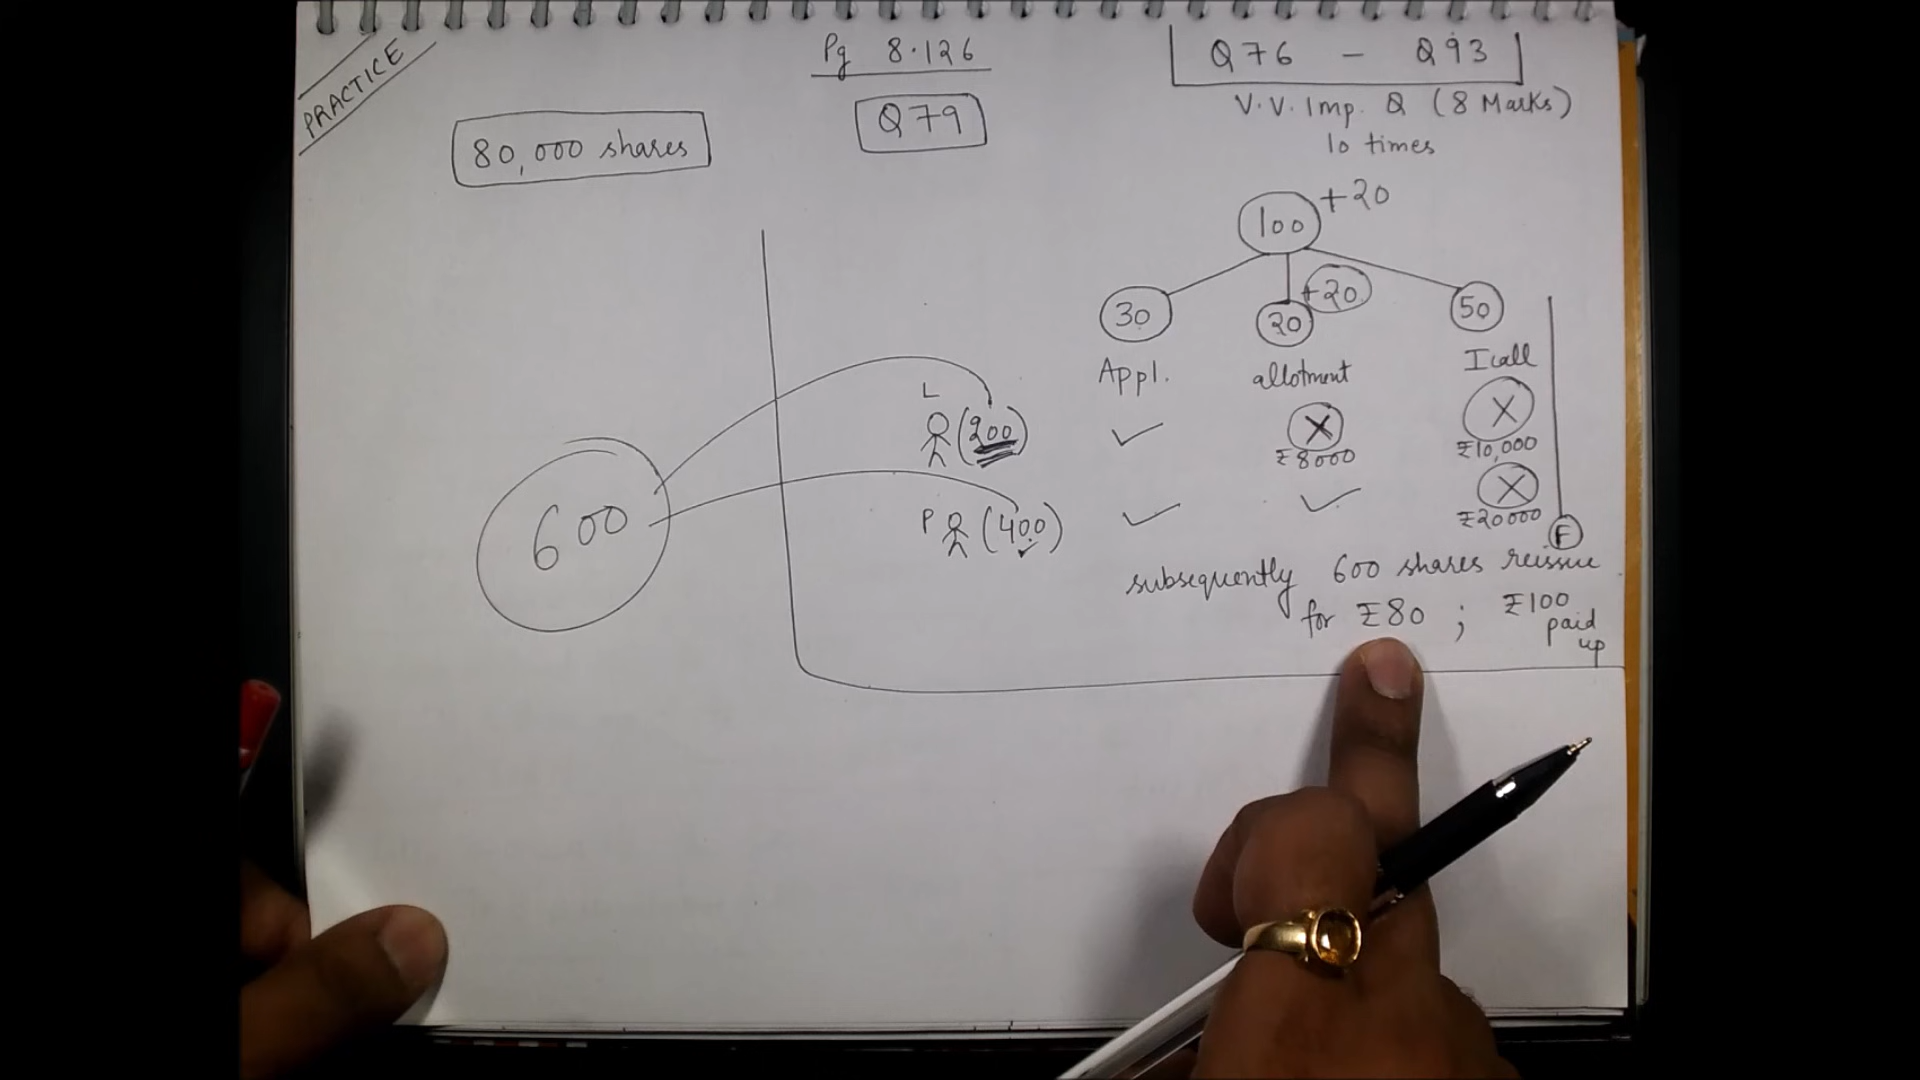 PRACTICE
Pg 8.126
Q76 - Q93
V.V. Imp. Q (8 Marks)
10 times
80,000 shares
Q79
100 +20
30
20 +20
50
Appl.
allotment
I call
L
(200)
✓
X
₹8000
X
₹10,000
600
P
(400)
✓
✓
X
₹20000
F
subsequently 600 shares reissue
for ₹80 ; ₹100
paid
up